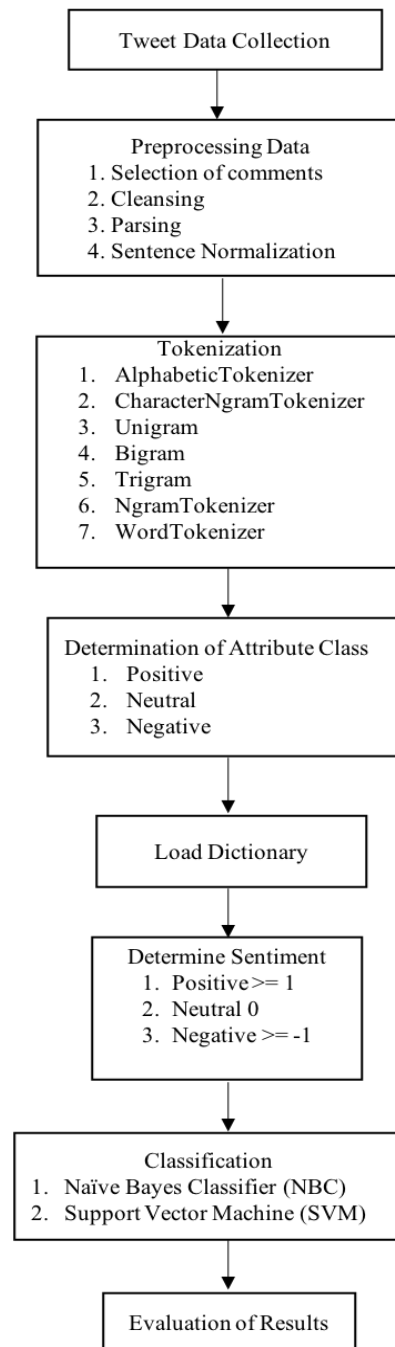 Tweet Data Collection
Preprocessing Data
1. Selection of comments
2. Cleansing
3. Parsing
4. Sentence Normalization
Tokenization
1. AlphabeticTokenizer
2. CharacterNgramTokenizer
3. Unigram
4. Bigram
5. Trigram
6. NgramTokenizer
7. WordTokenizer
Determination of Attribute Class
1. Positive
2. Neutral
3. Negative
Load Dictionary
Determine Sentiment
1. Positive >= 1
2. Neutral 0
3. Negative >= -1
Classification
1. Naïve Bayes Classifier (NBC)
2. Support Vector Machine (SVM)
Evaluation of Results